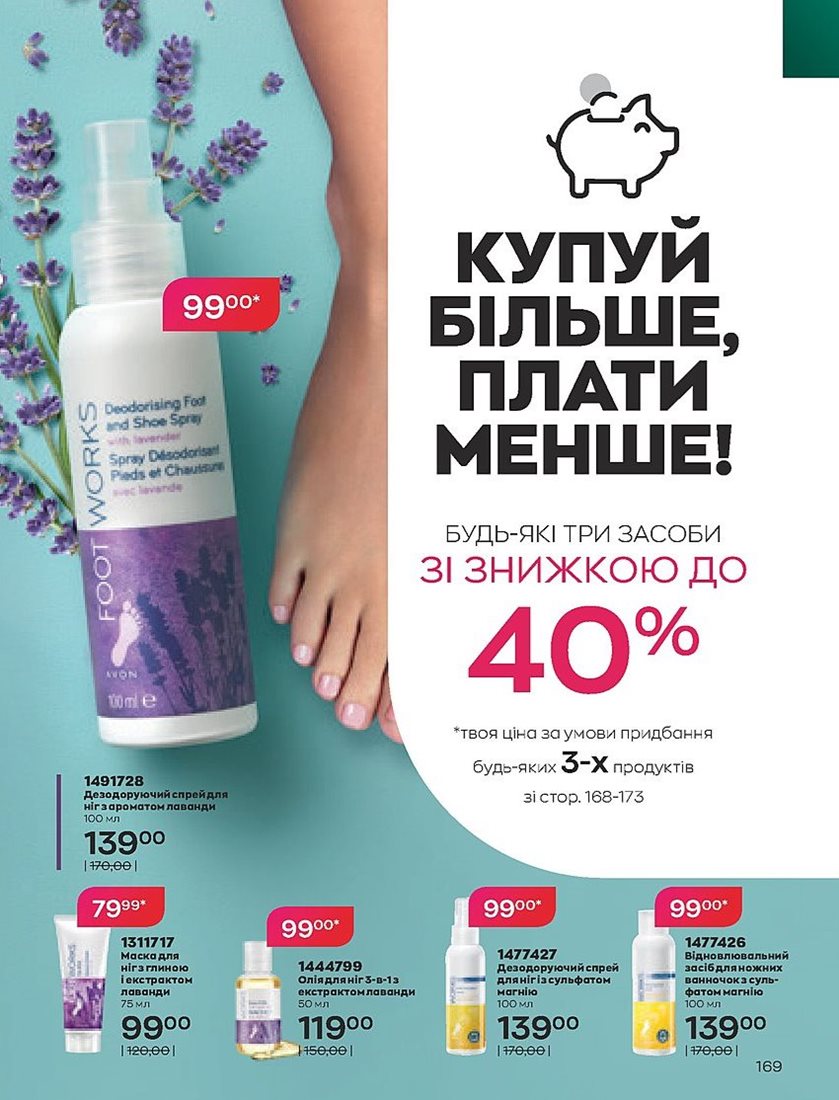 КУПУЙ
БІЛЬШЕ,
ПЛАТИ
МЕНШЕ!
БУДЬ-ЯКІ ТРИ ЗАСОБИ
ЗІ ЗНИЖКОЮ ДО
40%
*твоя ціна за умови придбання
будь-яких 3-х продуктів
зі стор. 168-173
99⁰⁰*
FOOT WORKS
Deodorising Foot
and Shoe Spray
with lavender
Spray Désodorisant
Pieds et Chaussures
avec lavande
AVON
100 ml e
1491728
Дезодоруючий спрей для
ніг з ароматом лаванди
100 мл
139⁰⁰
|170,00|
79⁹⁹*
1311717
Маска для
ніг з глиною
і екстрактом
лаванди
75 мл
99⁰⁰
|120,00|
99⁰⁰*
1444799
Олія для ніг 3-в-1 з
екстрактом лаванди
50 мл
119⁰⁰
|150,00|
99⁰⁰*
1477427
Дезодоруючий спрей
для ніг із сульфатом
магнію
100 мл
139⁰⁰
|170,00|
99⁰⁰*
1477426
Відновлювальний
засіб для ножних
ванночок з суль-
фатом магнію
100 мл
139⁰⁰
|170,00|
169